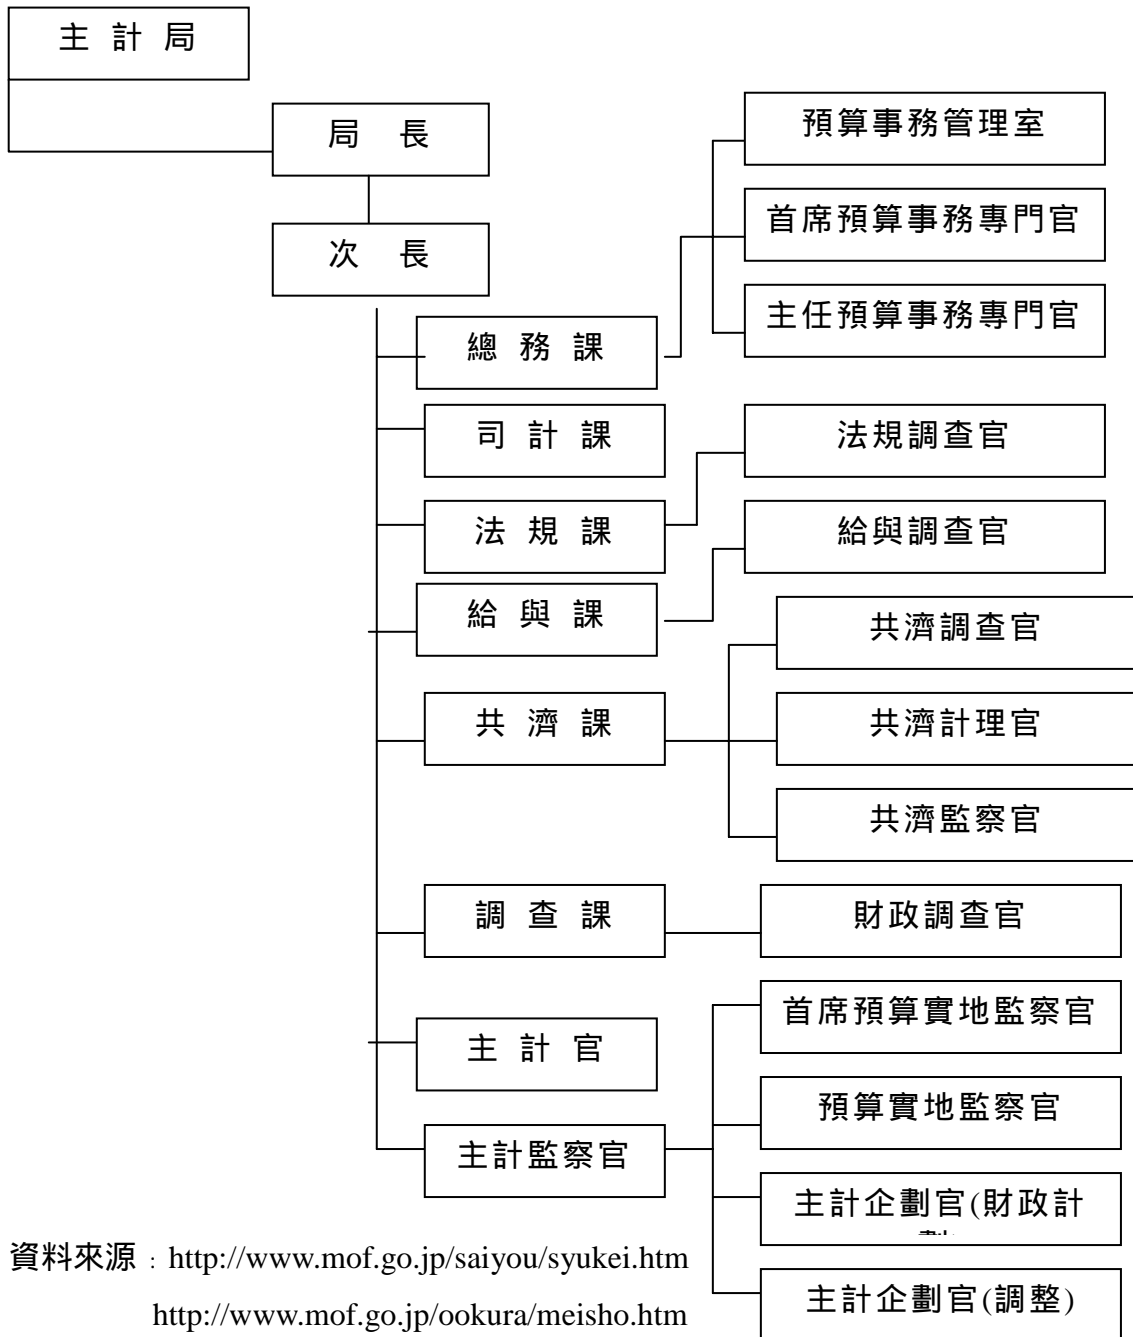 主計局
局長
次長
預算事務管理室
首席預算事務專門官
主任預算事務專門官
總務課
司計課
法規調查官
法規課
給與調查官
給與課
共濟調查官
共濟課
共濟計理官
共濟監察官
調查課
財政調查官
首席預算實地監察官
主計官
預算實地監察官
主計監察官
主計企劃官(財政計
主計企劃官(調整)
資料來源：http://www.mof.go.jp/saiyou/syukei.htm
http://www.mof.go.jp/ookura/meisho.htm